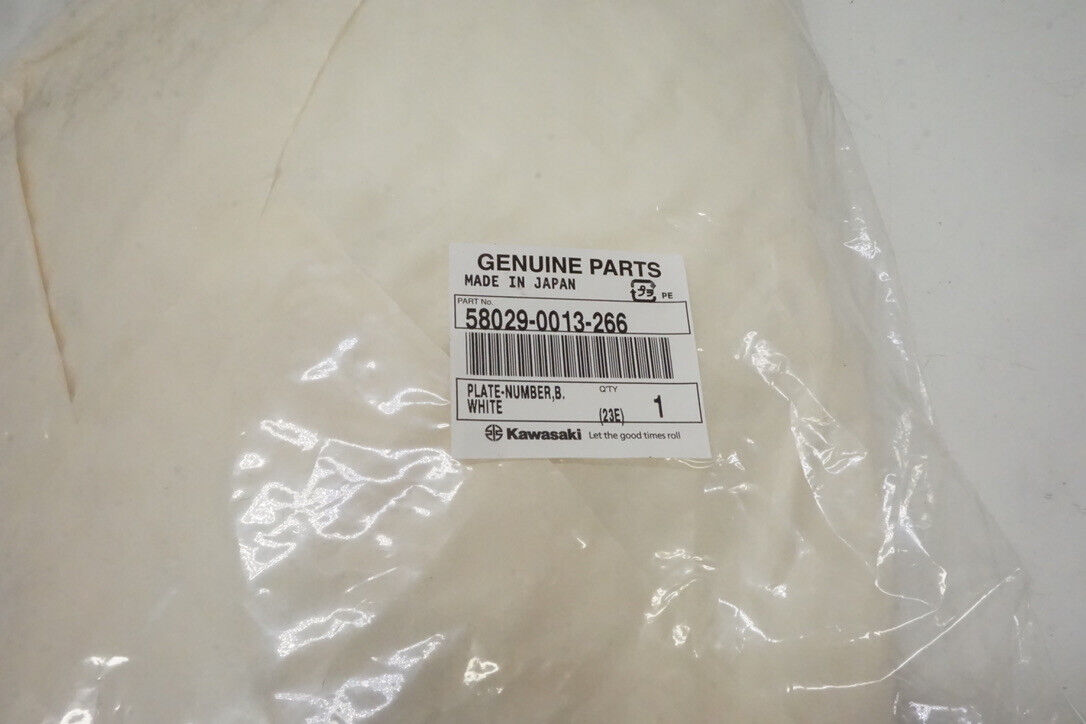 GENUINE PARTS
MADE IN JAPAN
PE
PART No.
58029-0013-266
PLATE-NUMBER,B. Q'TY
WHITE (23E) 1
Kawasaki Let the good times roll